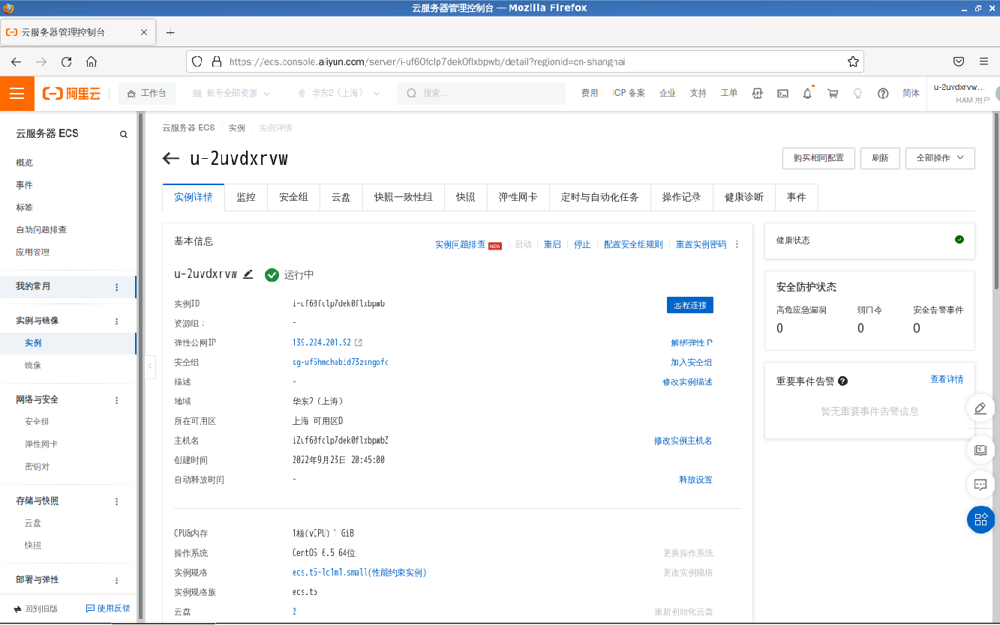 云服务器管理控制台 — Mozilla Firefox
云服务器管理控制台
https://ecs.console.aliyun.com/server/i-uf60fclp7dek0flxbpwb/detail?regionId=cn-shanghai
阿里云 工作台 账号全部资源 华东2（上海） 搜索... 费用 ICP 备案 企业 支持 工单 简体 u-2uvdxrvw...
RAM 用户
云服务器 ECS
概览
事件
标签
自助问题排查
应用管理
我的常用
实例与镜像
实例
镜像
网络与安全
安全组
弹性网卡
密钥对
存储与快照
云盘
快照
部署与弹性
回到旧版 使用反馈
云服务器 ECS / 实例 / 实例详情
u-2uvdxrvw
购买相同配置 刷新 全部操作
实例详情 监控 安全组 云盘 快照一致性组 快照 弹性网卡 定时与自动化任务 操作记录 健康诊断 事件
基本信息 实例问题排查 NEW 启动 重启 停止 配置安全组规则 重置实例密码
u-2uvdxrvw 运行中
实例ID i-uf60fclp7dek0flxbpwb 远程连接
资源组： -
弹性公网IP 139.224.201.52 解绑弹性IP
安全组 sg-uf6hmchebid73zsngofc 加入安全组
描述 - 修改实例描述
地域 华东2（上海）
所在可用区 上海 可用区D
主机名 iZuf60fclp7dek0flxbpwbZ 修改实例主机名
创建时间 2022年9月23日 20:45:00
自动释放时间 - 释放设置
CPU&内存 1核(vCPU) 1 GiB
操作系统 CentOS 6.5 64位 更换操作系统
实例规格 ecs.t5-lc1m1.small(性能约束实例) 更改实例规格
实例规格族 ecs.t5
云盘 2 重新初始化云盘
健康状态
安全防护状态
高危应急漏洞 弱口令 安全告警事件
0 0 0
重要事件告警 查看详情
暂无重要事件告警信息